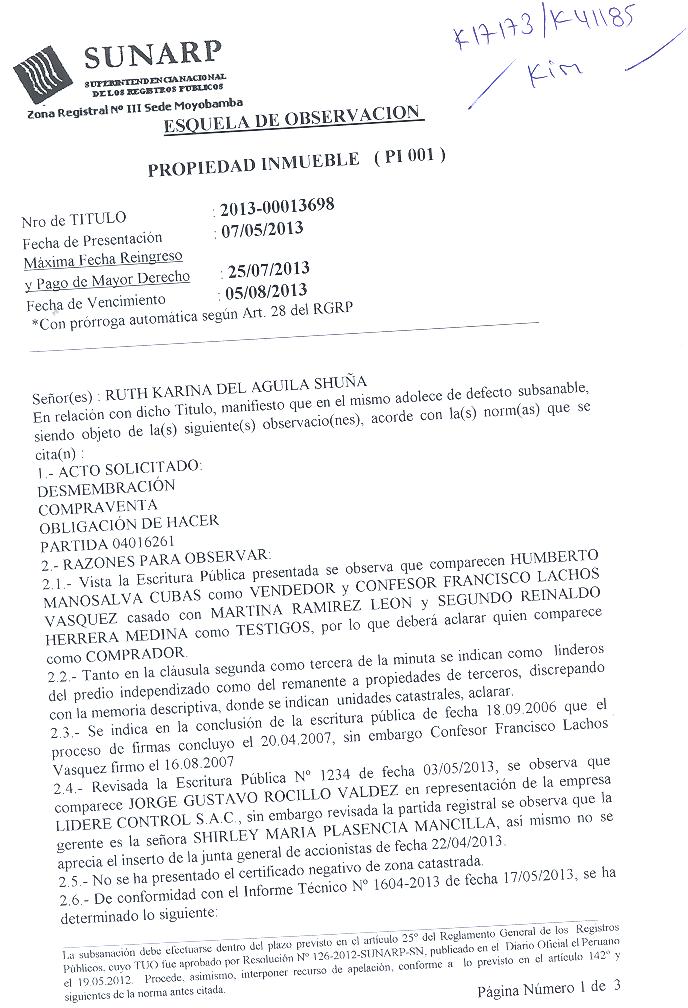 K17173/K41185
Kim
SUNARP
SUPERINTENDENCIA NACIONAL
DE LOS REGISTROS PUBLICOS
Zona Registral Nº III Sede Moyobamba
ESQUELA DE OBSERVACION
PROPIEDAD INMUEBLE ( PI 001 )
Nro de TITULO : 2013-00013698
Fecha de Presentación : 07/05/2013
Máxima Fecha Reingreso
y Pago de Mayor Derecho : 25/07/2013
Fecha de Vencimiento : 05/08/2013
*Con prórroga automática según Art. 28 del RGRP
Señor(es) : RUTH KARINA DEL AGUILA SHUÑA
En relación con dicho Titulo, manifiesto que en el mismo adolece de defecto subsanable,
siendo objeto de la(s) siguiente(s) observacio(nes), acorde con la(s) norm(as) que se
cita(n) :
1.- ACTO SOLICITADO:
DESMEMBRACIÓN
COMPRAVENTA
OBLIGACIÓN DE HACER
PARTIDA 04016261
2.- RAZONES PARA OBSERVAR:
2.1.- Vista la Escritura Pública presentada se observa que comparecen HUMBERTO
MANOSALVA CUBAS como VENDEDOR y CONFESOR FRANCISCO LACHOS
VASQUEZ casado con MARTINA RAMIREZ LEON y SEGUNDO REINALDO
HERRERA MEDINA como TESTIGOS, por lo que deberá aclarar quien comparece
como COMPRADOR.
2.2.- Tanto en la cláusula segunda como tercera de la minuta se indican como linderos
del predio independizado como del remanente a propiedades de terceros, discrepando
con la memoria descriptiva, donde se indican unidades catastrales, aclarar.
2.3.- Se indica en la conclusión de la escritura pública de fecha 18.09.2006 que el
proceso de firmas concluyo el 20.04.2007, sin embargo Confesor Francisco Lachos
Vasquez firmo el 16.08.2007
2.4.- Revisada la Escritura Pública Nº 1234 de fecha 03/05/2013, se observa que
comparece JORGE GUSTAVO ROCILLO VALDEZ en representación de la empresa
LIDERE CONTROL S.A.C., sin embargo revisada la partida registral se observa que la
gerente es la señora SHIRLEY MARIA PLASENCIA MANCILLA, así mismo no se
aprecia el inserto de la junta general de accionistas de fecha 22/04/2013.
2.5.- No se ha presentado el certificado negativo de zona catastrada.
2.6.- De conformidad con el Informe Técnico Nº 1604-2013 de fecha 17/05/2013, se ha
determinado lo siguiente:
La subsanación debe efectuarse dentro del plazo previsto en el artículo 25° del Reglamento General de los Registros
Públicos, cuyo TUO fue aprobado por Resolución Nº 126-2012-SUNARP-SN, publicado en el Diario Oficial el Peruano
el 19.05.2012. Procede, asimismo, interponer recurso de apelación, conforme a lo previsto en el artículo 142° y
siguientes de la norma antes citada.
Página Número 1 de 3